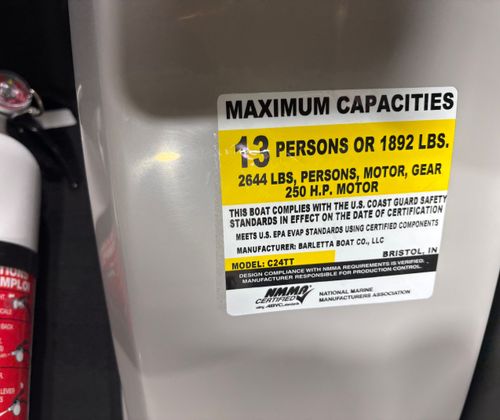 MAXIMUM CAPACITIES
13 PERSONS OR 1892 LBS.
2644 LBS, PERSONS, MOTOR, GEAR
250 H.P. MOTOR
THIS BOAT COMPLIES WITH THE U.S. COAST GUARD SAFETY
STANDARDS IN EFFECT ON THE DATE OF CERTIFICATION
MEETS U.S. EPA EVAP STANDARDS USING CERTIFIED COMPONENTS
MANUFACTURER: BARLETTA BOAT CO., LLC
BRISTOL, IN
MODEL: C24TT
DESIGN COMPLIANCE WITH NMMA REQUIREMENTS IS VERIFIED.
MANUFACTURER RESPONSIBLE FOR PRODUCTION CONTROL.
NMMA
CERTIFIED
NATIONAL MARINE
MANUFACTURERS ASSOCIATION